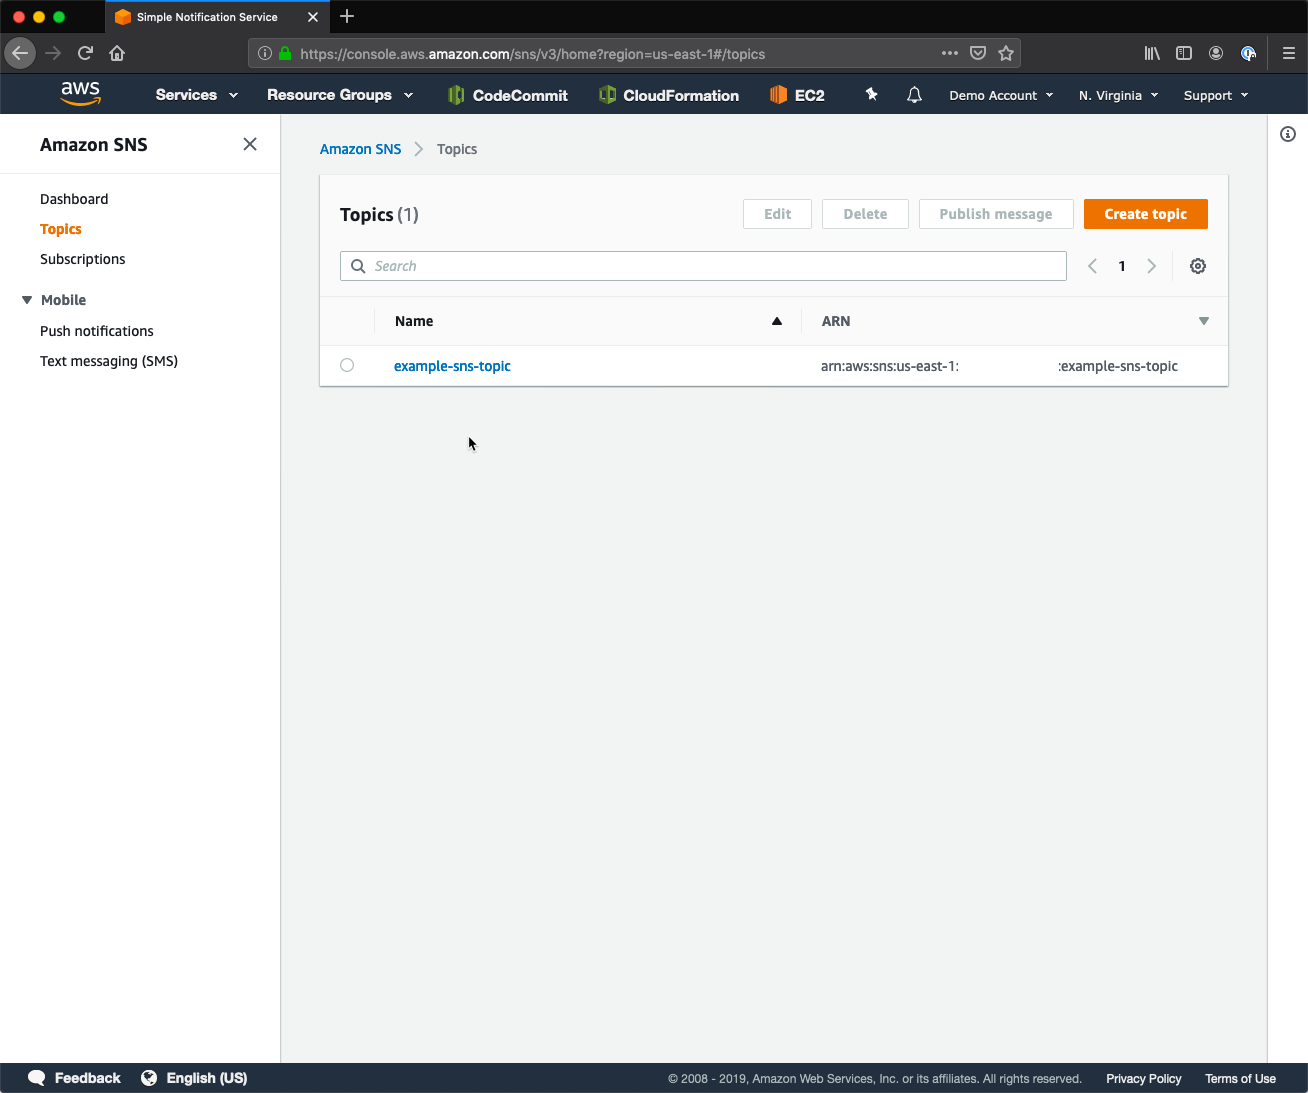 Simple Notification Service
https://console.aws.amazon.com/sns/v3/home?region=us-east-1#/topics
aws Services Resource Groups CodeCommit CloudFormation EC2 Demo Account N. Virginia Support
Amazon SNS
Dashboard
Topics
Subscriptions
Mobile
Push notifications
Text messaging (SMS)
Amazon SNS Topics
Topics (1) Edit Delete Publish message Create topic
Search 1
Name ARN
example-sns-topic arn:aws:sns:us-east-1: :example-sns-topic
Feedback English (US) © 2008 - 2019, Amazon Web Services, Inc. or its affiliates. All rights reserved. Privacy Policy Terms of Use